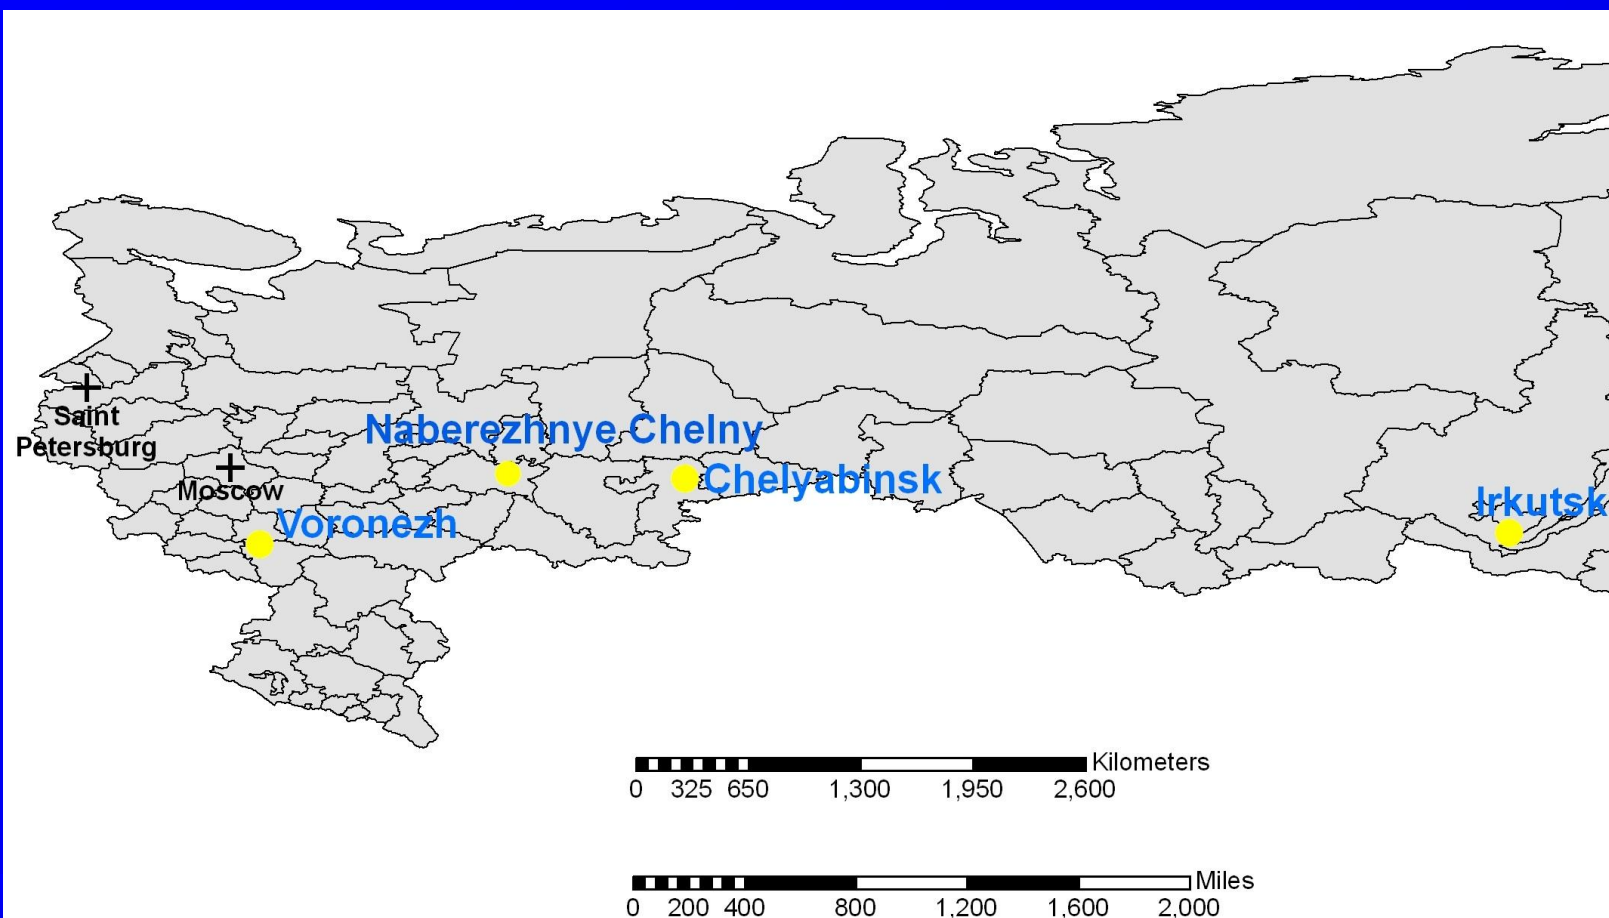 Saint
Petersburg
Naberezhnye Chelny
Moscow
Chelyabinsk
Voronezh
Irkutsk
Kilometers
0 325 650 1,300 1,950 2,600
Miles
0 200 400 800 1,200 1,600 2,000